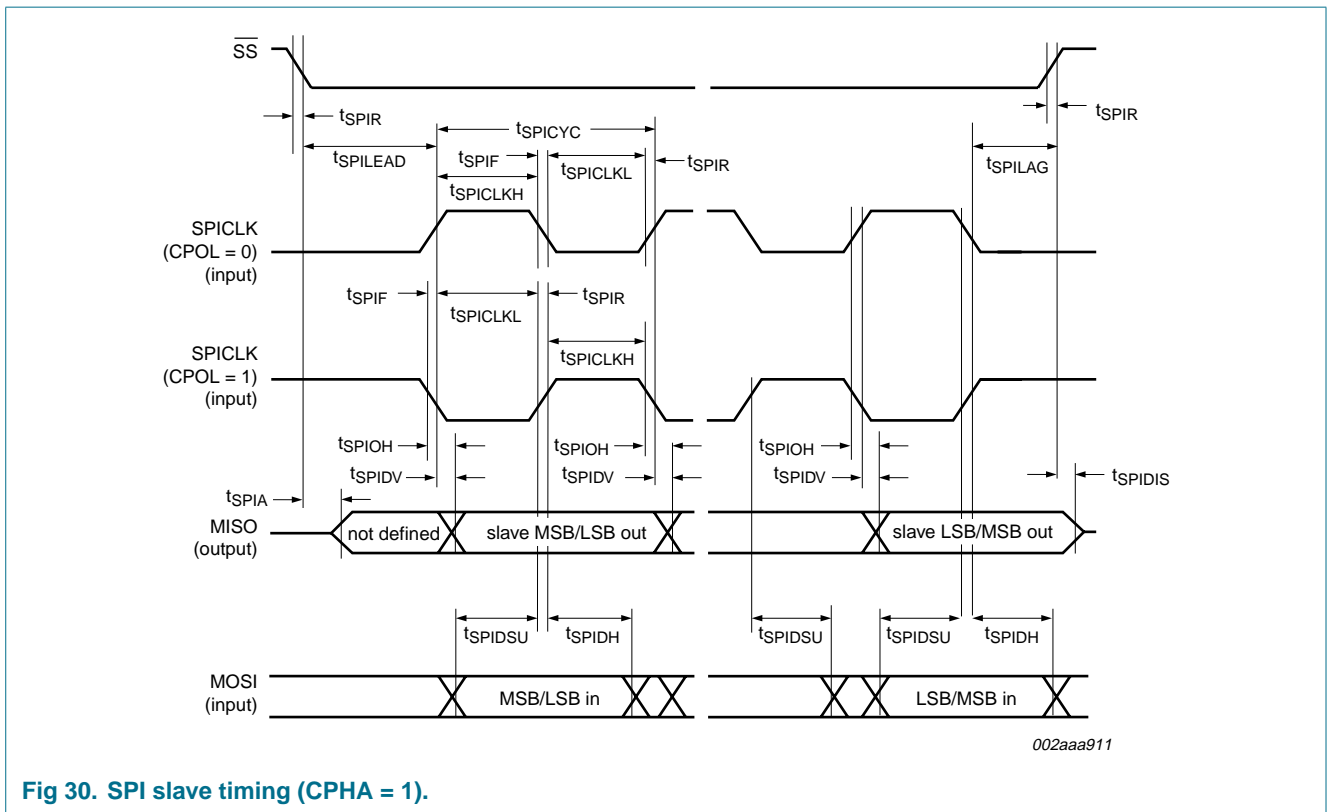 SS
tSPIR
tSPICYC
tSPIR
tSPILEAD
tSPIF
tSPICLKL
tSPIR
tSPILAG
tSPICLKH
SPICLK
(CPOL = 0)
(input)
tSPIF
tSPICLKL
tSPIR
tSPICLKH
SPICLK
(CPOL = 1)
(input)
tSPIOH
tSPIOH
tSPIOH
tSPIDV
tSPIDV
tSPIDV
tSPIDIS
tSPIA
MISO
(output)
not defined
slave MSB/LSB out
slave LSB/MSB out
tSPIDSU
tSPIDH
tSPIDSU
tSPIDSU
tSPIDH
MOSI
(input)
MSB/LSB in
LSB/MSB in
002aaa911
Fig 30. SPI slave timing (CPHA = 1).